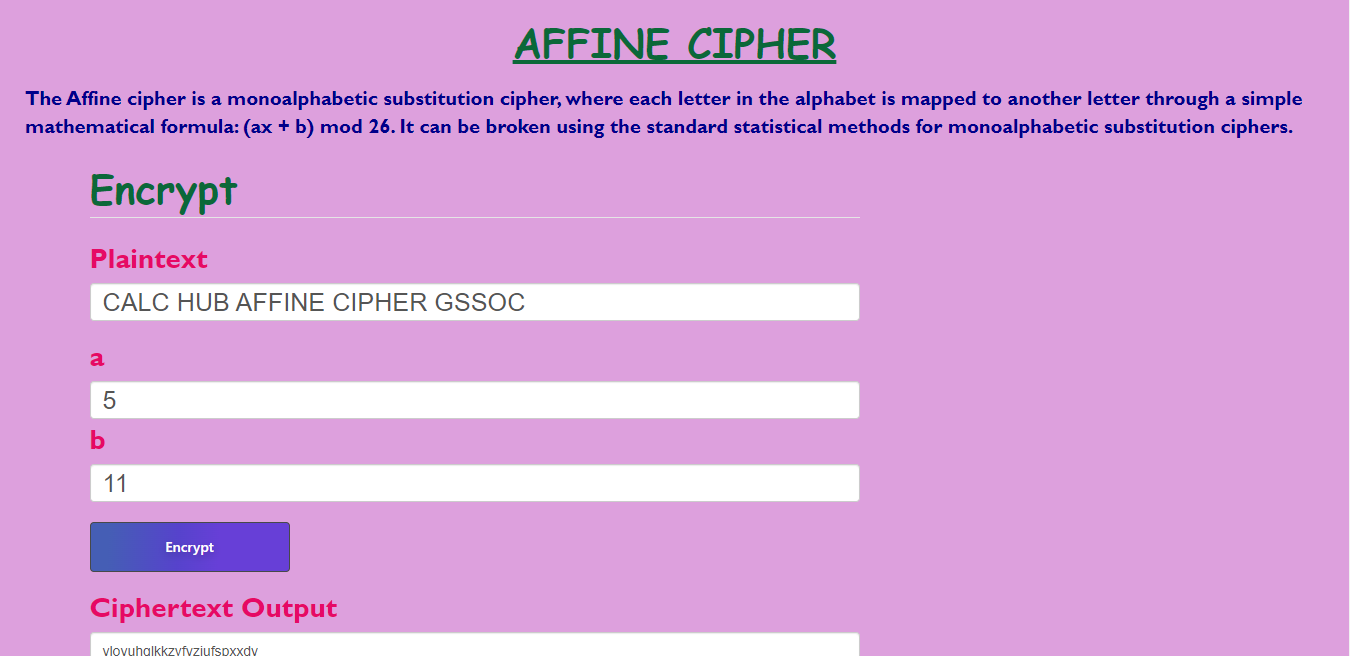 AFFINE CIPHER
The Affine cipher is a monoalphabetic substitution cipher, where each letter in the alphabet is mapped to another letter through a simple
mathematical formula: (ax + b) mod 26. It can be broken using the standard statistical methods for monoalphabetic substitution ciphers.
Encrypt
Plaintext
CALC HUB AFFINE CIPHER GSSOC
a
5
b
11
Encrypt
Ciphertext Output
vlovuhqlkkzyfvziufspxxdv